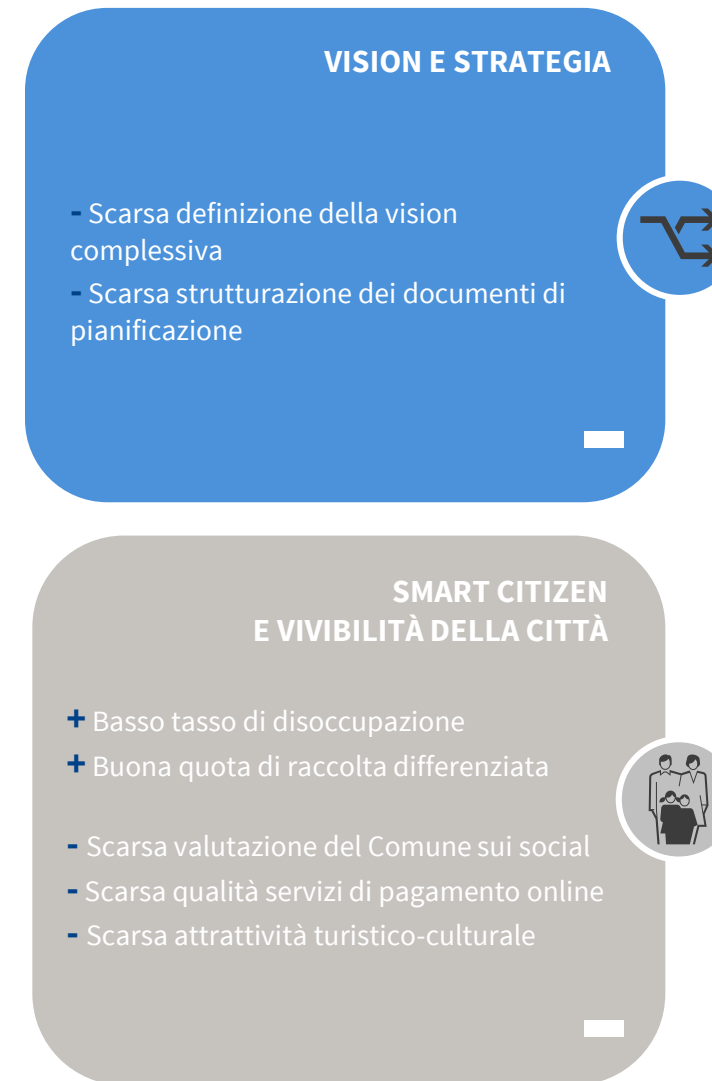 VISION E STRATEGIA
- Scarsa definizione della vision
complessiva
- Scarsa strutturazione dei documenti di
pianificazione
SMART CITIZEN
E VIVIBILITÀ DELLA CITTÀ
+ Basso tasso di disoccupazione
+ Buona quota di raccolta differenziata
- Scarsa valutazione del Comune sui social
- Scarsa qualità servizi di pagamento online
- Scarsa attrattività turistico-culturale